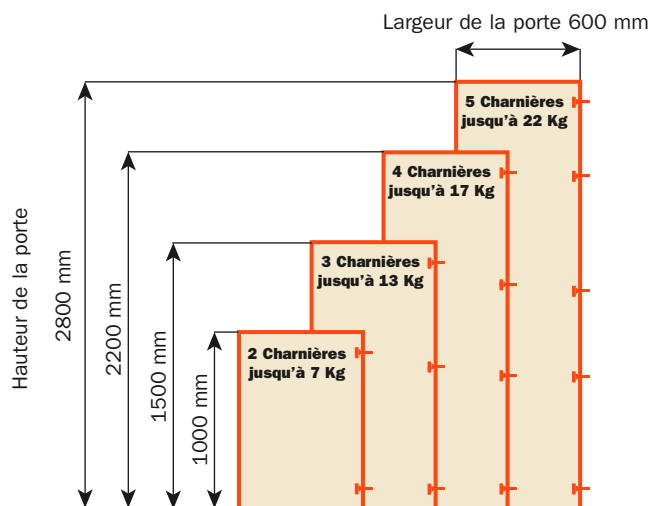 Largeur de la porte 600 mm
5 Charnières
jusqu'à 22 Kg
4 Charnières
jusqu'à 17 Kg
3 Charnières
jusqu'à 13 Kg
2 Charnières
jusqu'à 7 Kg
Hauteur de la porte
2800 mm
2200 mm
1500 mm
1000 mm